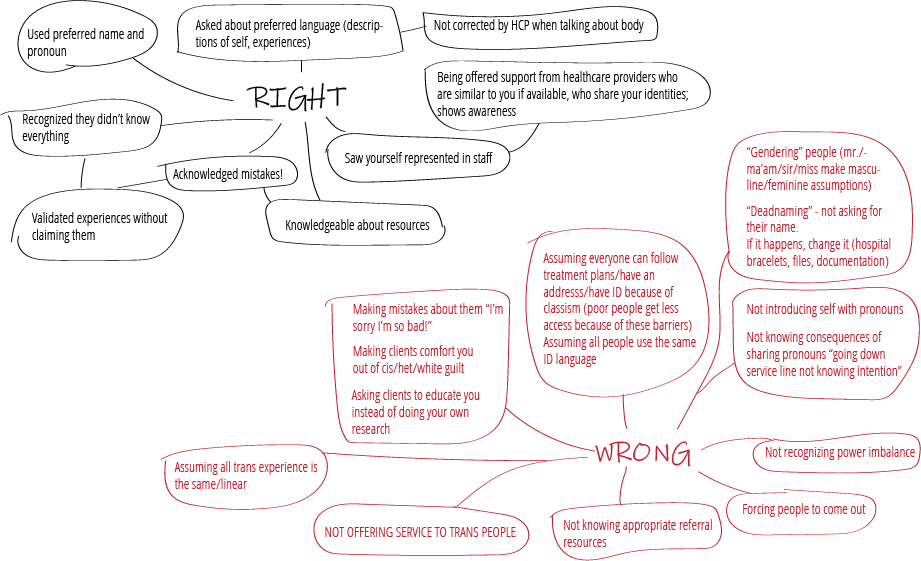 Used preferred name and
pronoun
Asked about preferred language (descrip-
tions of self, experiences)
Not corrected by HCP when talking about body
Being offered support from healthcare providers who
are similar to you if available, who share your identities;
shows awareness
RIGHT
Recognized they didn't know
everything
Saw yourself represented in staff
Acknowledged mistakes!
Validated experiences without
claiming them
Knowledgeable about resources
"Gendering" people (mr./-
ma'am/sir/miss make mascu-
line/feminine assumptions)
"Deadnaming" - not asking for
their name.
If it happens, change it (hospital
bracelets, files, documentation)
Assuming everyone can follow
treatment plans/have an
addresss/have ID because of
classism (poor people get less
access because of these barriers)
Assuming all people use the same
ID language
Making mistakes about them "I'm
sorry I'm so bad!"
Making clients comfort you
out of cis/het/white guilt
Asking clients to educate you
instead of doing your own
research
Not introducing self with pronouns
Not knowing consequences of
sharing pronouns "going down
service line not knowing intention"
WRONG
Not recognizing power imbalance
Assuming all trans experience is
the same/linear
Forcing people to come out
NOT OFFERING SERVICE TO TRANS PEOPLE
Not knowing appropriate referral
resources